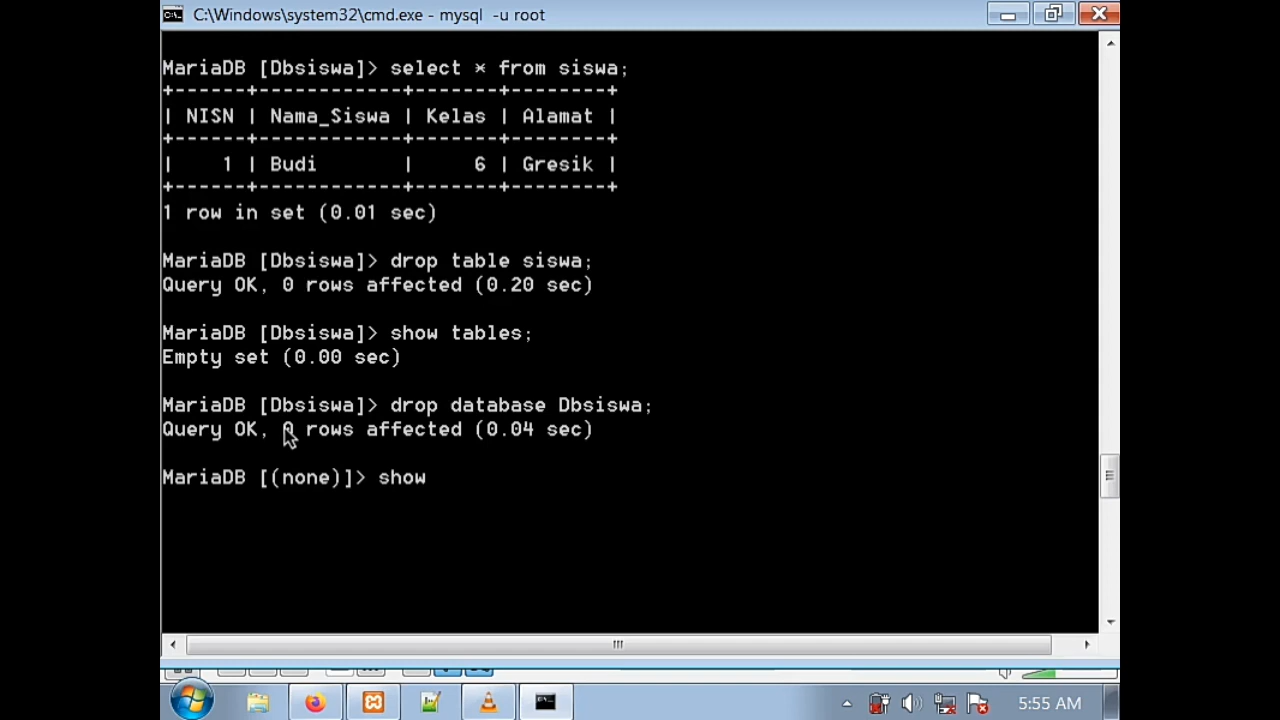 C:\Windows\system32\cmd.exe - mysql  -u root
MariaDB [Dbsiswa]> select * from siswa;
+------+------------+-------+--------+
| NISN | Nama_Siswa | Kelas | Alamat |
+------+------------+-------+--------+
|    1 | Budi       |     6 | Gresik |
+------+------------+-------+--------+
1 row in set (0.01 sec)
MariaDB [Dbsiswa]> drop table siswa;
Query OK, 0 rows affected (0.20 sec)
MariaDB [Dbsiswa]> show tables;
Empty set (0.00 sec)
MariaDB [Dbsiswa]> drop database Dbsiswa;
Query OK, 0 rows affected (0.04 sec)
MariaDB [(none)]> show
5:55 AM